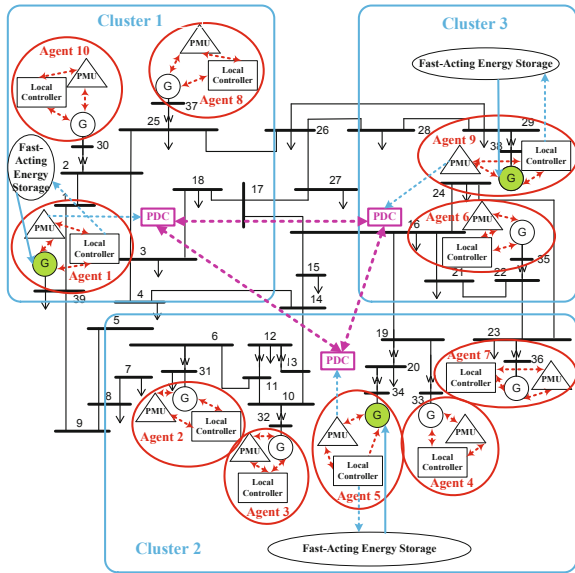 Cluster 1
Cluster 3
Agent 10
PMU
Local
Controller
G
PMU
Local
Controller
G
Agent 8
37
Fast-Acting Energy Storage
30
W
25
26
28
29
W
38
Agent 9
PMU
Local
Controller
G
Fast-
Acting
Energy
Storage
2
18
17
27
24
PDC
PDC
PMU
Local
Controller
G
Agent 1
3
16
Agent 6
PMU
Local
Controller
G
39
4
15
14
21
22
35
W
5
6
12
W
W
13
19
PDC
20
W
23
Agent 7
W
36
PMU
Local
Controller
G
7
W
31
11
10
34
W
33
8
9
G
PMU
Local
Controller
Agent 2
32
W
PMU
G
Local
Controller
Agent 3
G
PMU
Local
Controller
Agent 5
G
PMU
Local
Controller
Agent 4
Cluster 2
Fast-Acting Energy Storage